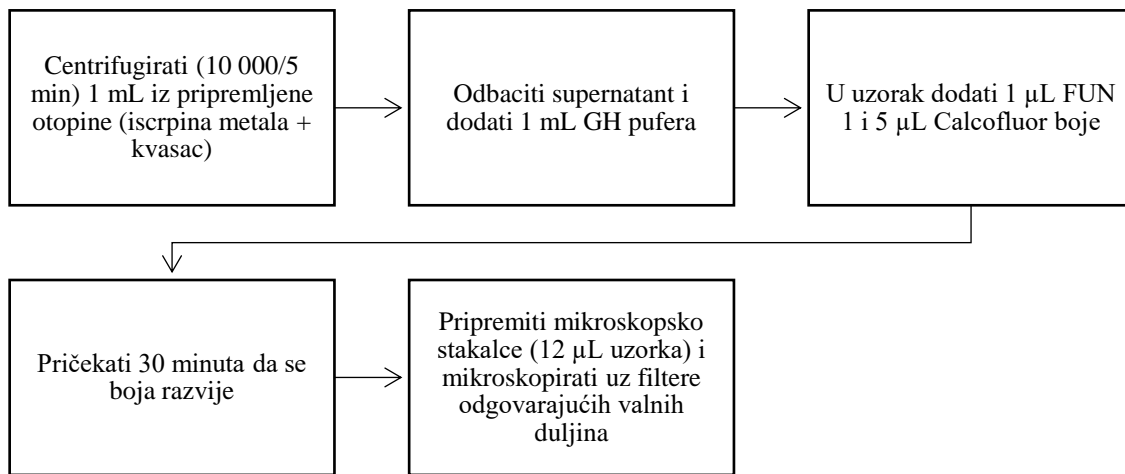 Centrifugirati (10 000/5
min) 1 mL iz pripremljene
otopine (iscrpina metala +
kvasac)
Odbaciti supernatant i
dodati 1 mL GH pufera
U uzorak dodati 1 µL FUN
1 i 5 µL Calcofluor boje
Pričekati 30 minuta da se
boja razvije
Pripremiti mikroskopsko
stakalce (12 µL uzorka) i
mikroskopirati uz filtere
odgovarajućih valnih
duljina